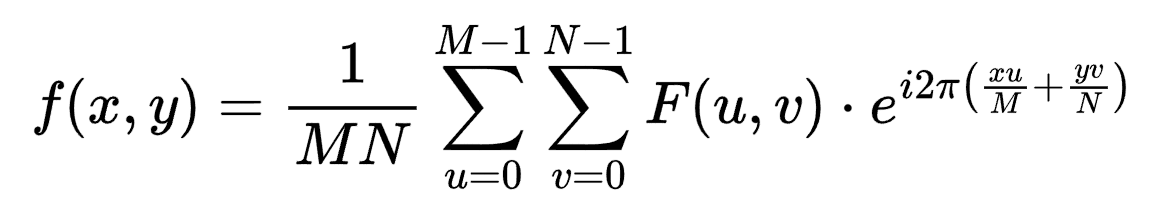 f(x, y) = \frac{1}{MN} \sum_{u=0}^{M-1} \sum_{v=0}^{N-1} F(u, v) \cdot e^{i2\pi\left(\frac{xu}{M}+\frac{yv}{N}\right)}